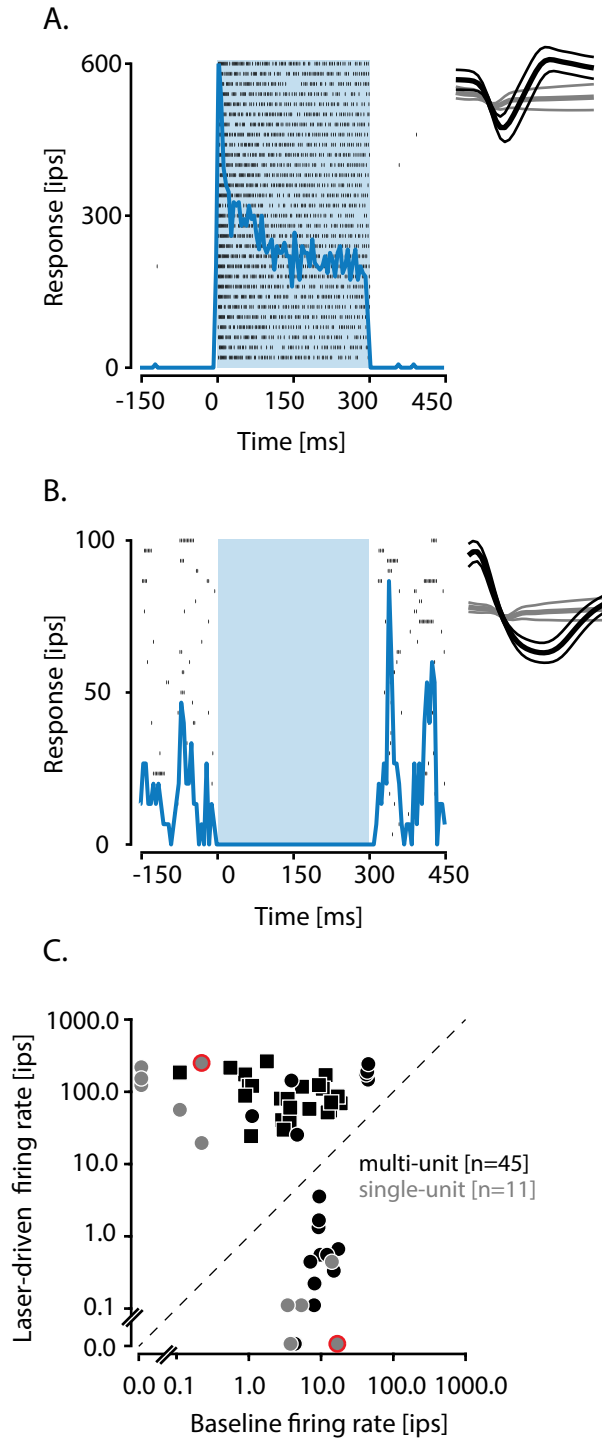 A.
600
300
0
Response [ips]
-150 0 150 300 450
Time [ms]
B.
100
50
0
Response [ips]
-150 0 150 300 450
Time [ms]
C.
1000.0
100.0
10.0
1.0
0.1
0.0
Laser-driven firing rate [ips]
multi-unit [n=45]
single-unit [n=11]
0.0 0.1 1.0 10.0 100.0 1000.0
Baseline firing rate [ips]